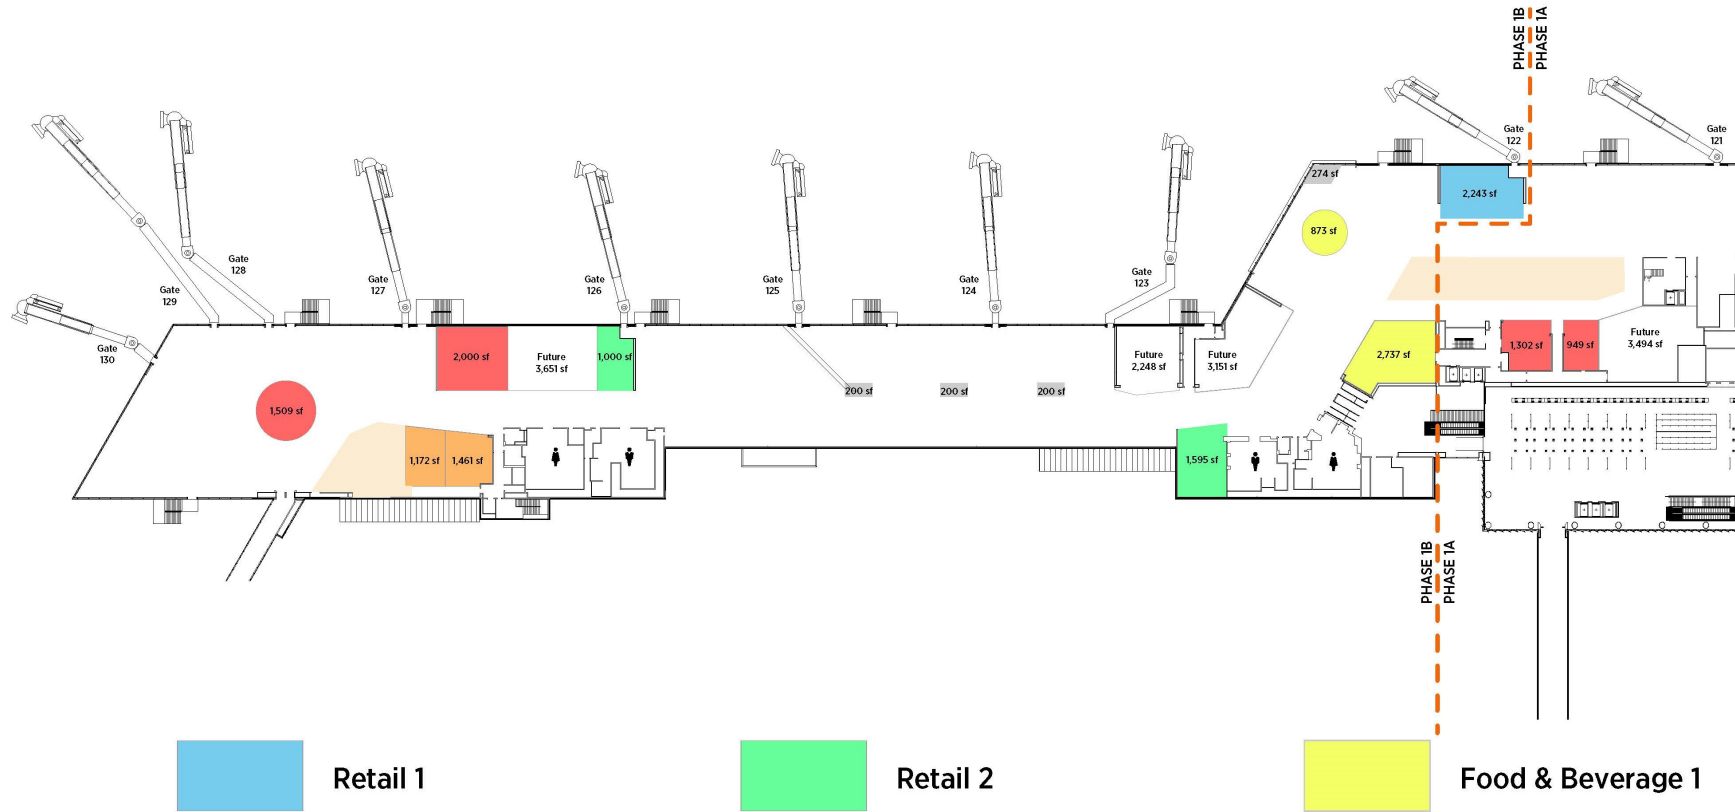 PHASE 1B
PHASE 1A
Gate
122
Gate
121
274 sf
2,243 sf
873 sf
Gate
128
Gate
129
Gate
127
Gate
126
Gate
125
Gate
124
Gate
123
Gate
130
2,000 sf
Future
3,651 sf
1,000 sf
Future
2,248 sf
Future
3,151 sf
2,737 sf
1,302 sf
949 sf
Future
3,494 sf
200 sf
200 sf
200 sf
1,509 sf
1,172 sf
1,461 sf
1,595 sf
PHASE 1B
PHASE 1A
Retail 1
Retail 2
Food & Beverage 1